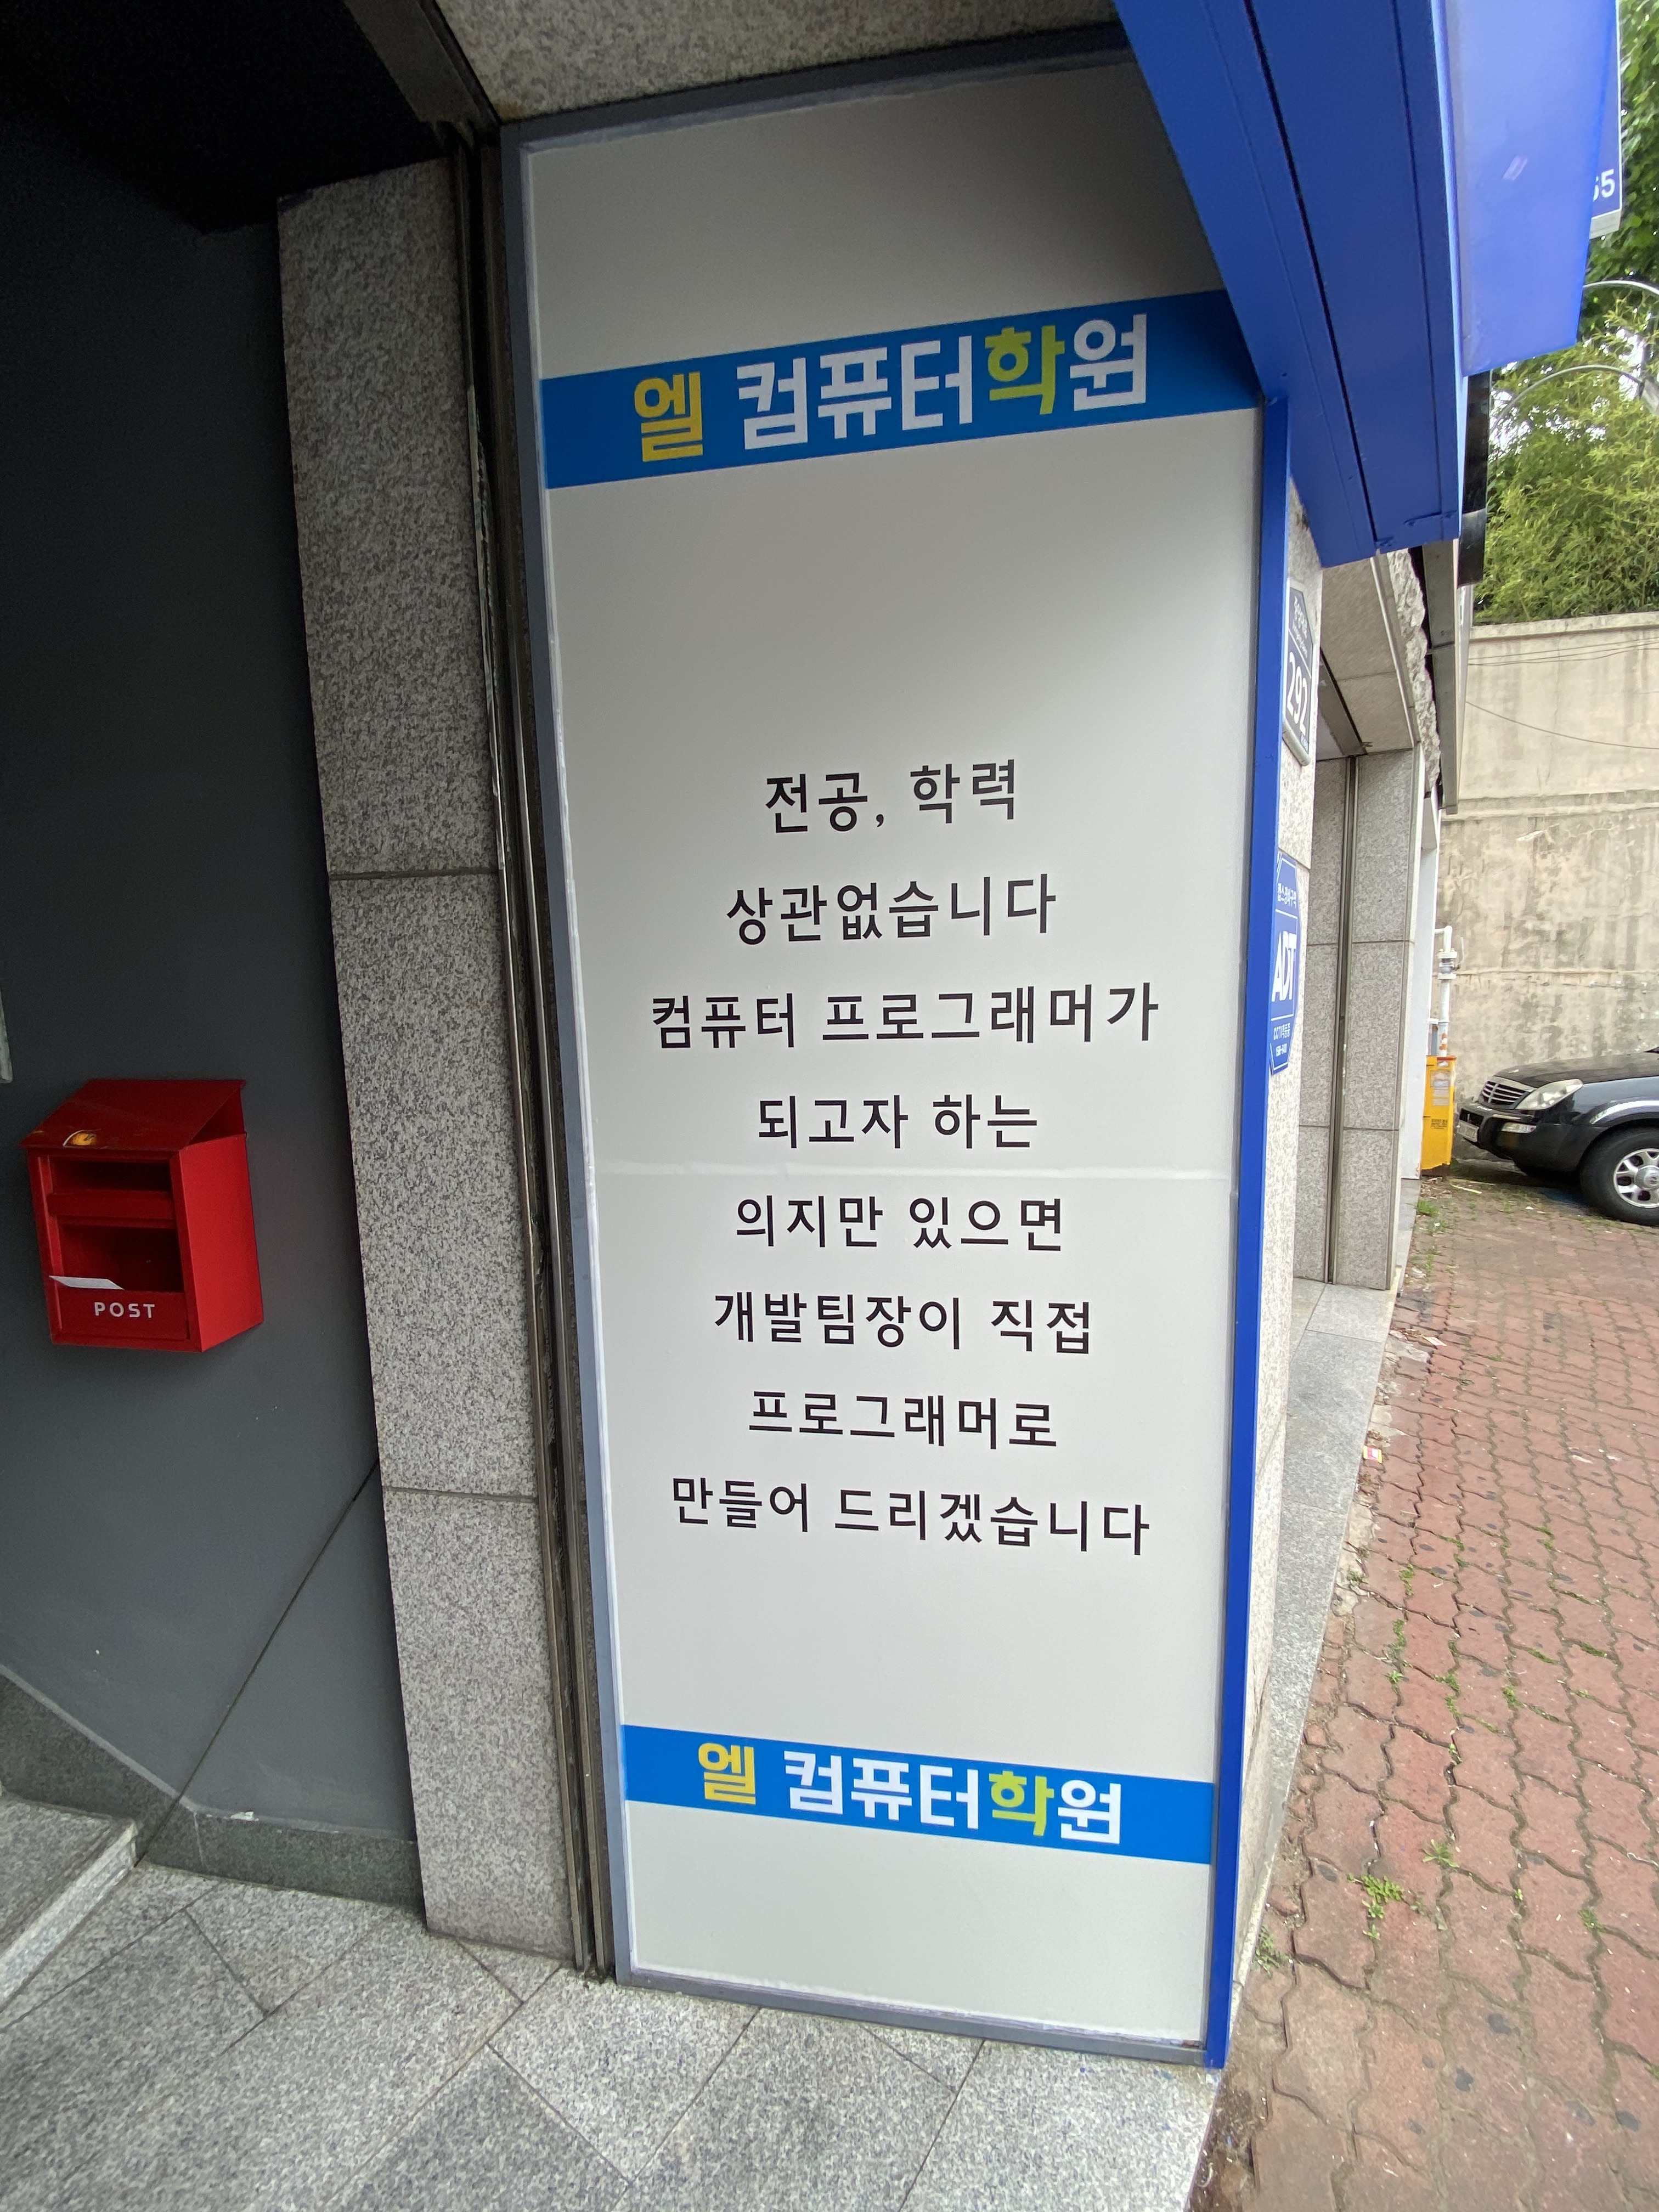 엘 컴퓨터학원
전공, 학력
상관없습니다
컴퓨터 프로그래머가
되고자 하는
의지만 있으면
개발팀장이 직접
프로그래머로
만들어 드리겠습니다
엘 컴퓨터학원
POST
292
ADT